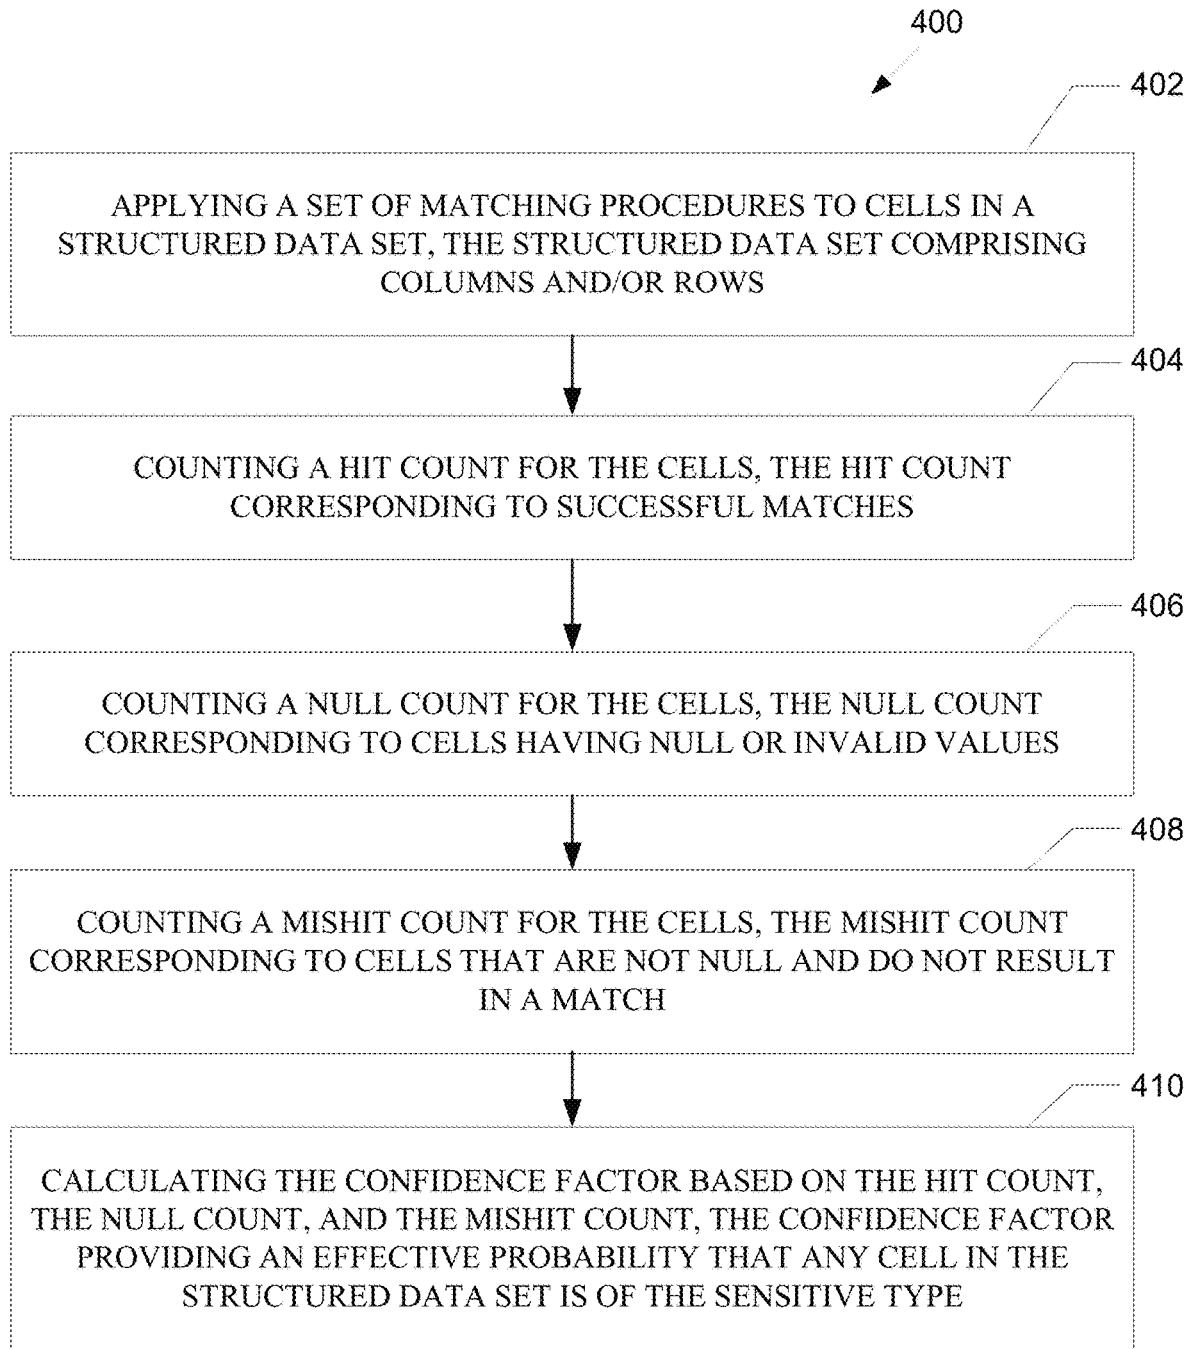 400
402
APPLYING A SET OF MATCHING PROCEDURES TO CELLS IN A
STRUCTURED DATA SET, THE STRUCTURED DATA SET COMPRISING
COLUMNS AND/OR ROWS
404
COUNTING A HIT COUNT FOR THE CELLS, THE HIT COUNT
CORRESPONDING TO SUCCESSFUL MATCHES
406
COUNTING A NULL COUNT FOR THE CELLS, THE NULL COUNT
CORRESPONDING TO CELLS HAVING NULL OR INVALID VALUES
408
COUNTING A MISHIT COUNT FOR THE CELLS, THE MISHIT COUNT
CORRESPONDING TO CELLS THAT ARE NOT NULL AND DO NOT RESULT
IN A MATCH
410
CALCULATING THE CONFIDENCE FACTOR BASED ON THE HIT COUNT,
THE NULL COUNT, AND THE MISHIT COUNT, THE CONFIDENCE FACTOR
PROVIDING AN EFFECTIVE PROBABILITY THAT ANY CELL IN THE
STRUCTURED DATA SET IS OF THE SENSITIVE TYPE